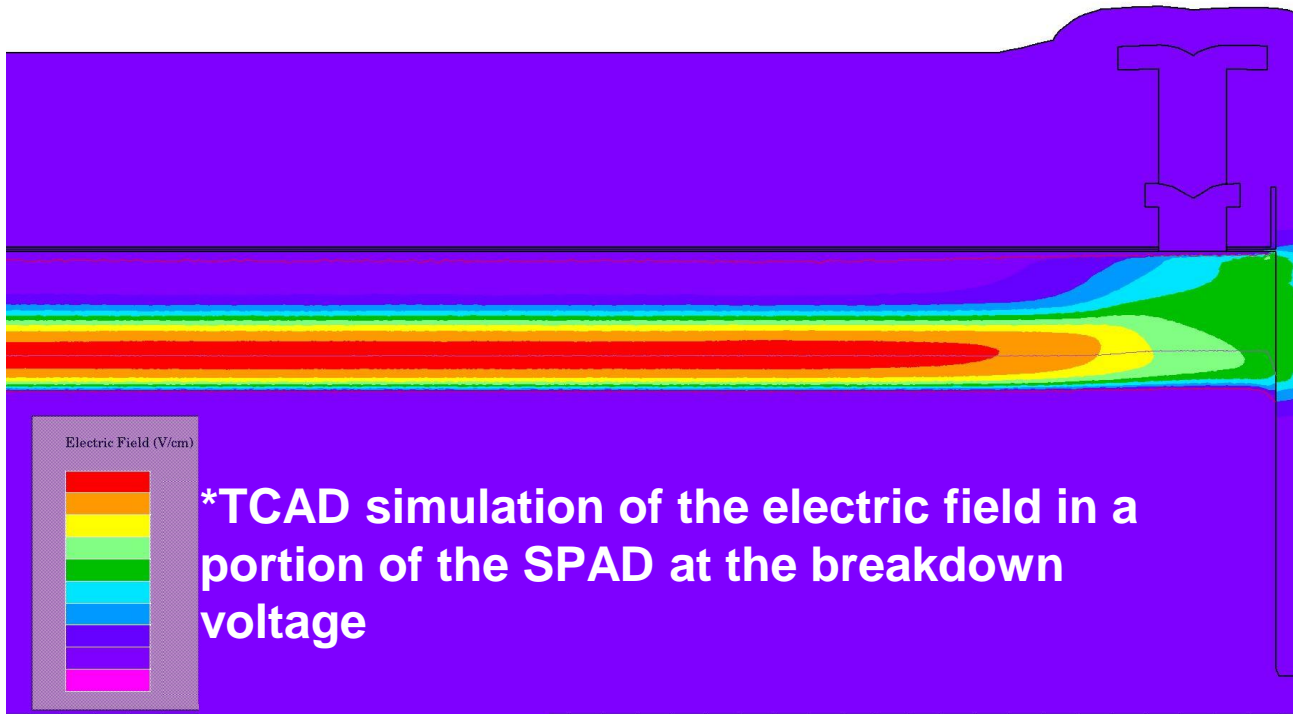 Electric Field (V/cm)
*TCAD simulation of the electric field in a
portion of the SPAD at the breakdown
voltage